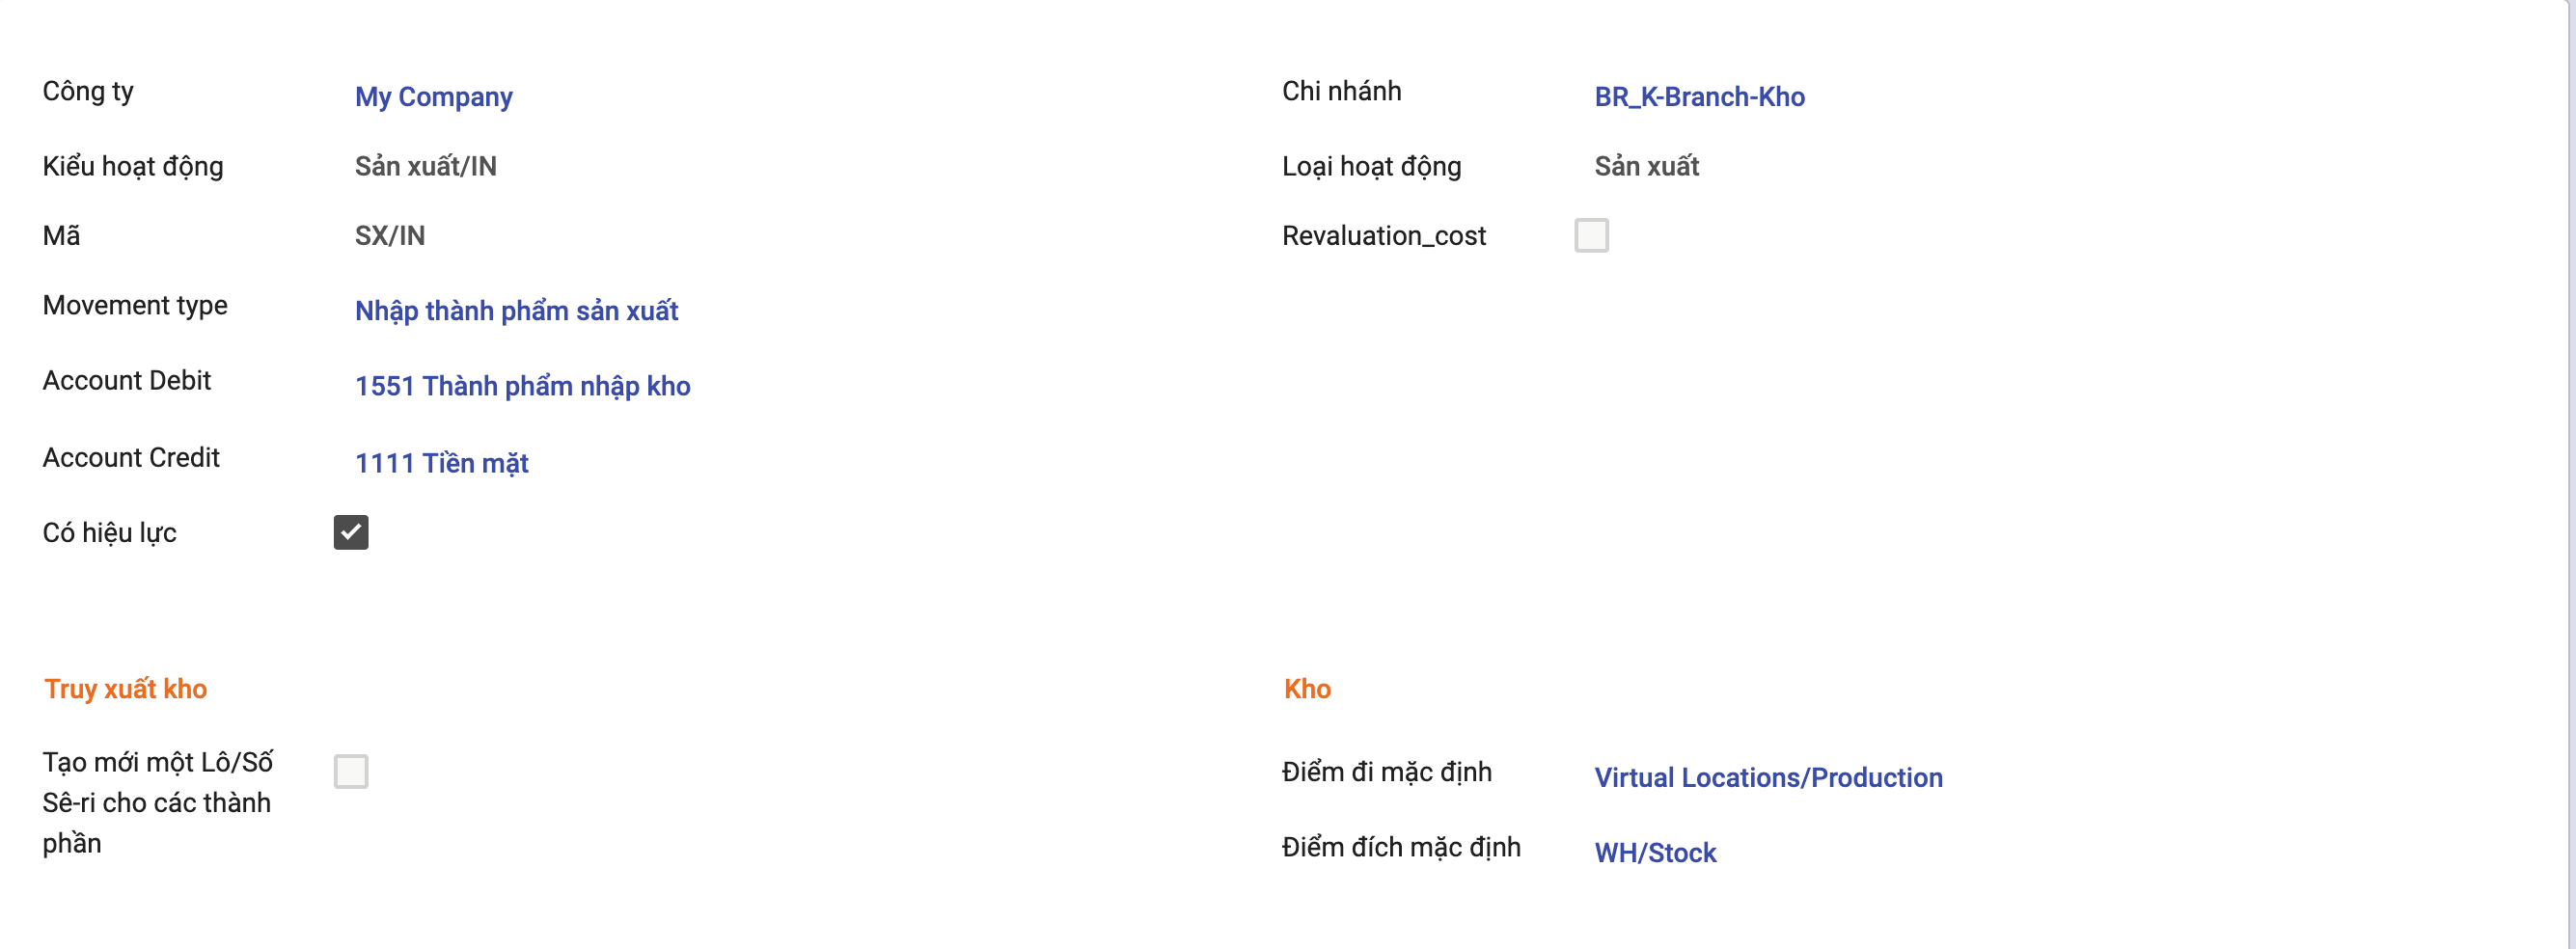 Công ty
My Company
Chi nhánh
BR_K-Branch-Kho
Kiểu hoạt động
Sản xuất/IN
Loại hoạt động
Sản xuất
Mã
SX/IN
Revaluation_cost
Movement type
Nhập thành phẩm sản xuất
Account Debit
1551 Thành phẩm nhập kho
Account Credit
1111 Tiền mặt
Có hiệu lực
Truy xuất kho
Tạo mới một Lô/Số
Sê-ri cho các thành
phần
Kho
Điểm đi mặc định
Virtual Locations/Production
Điểm đích mặc định
WH/Stock